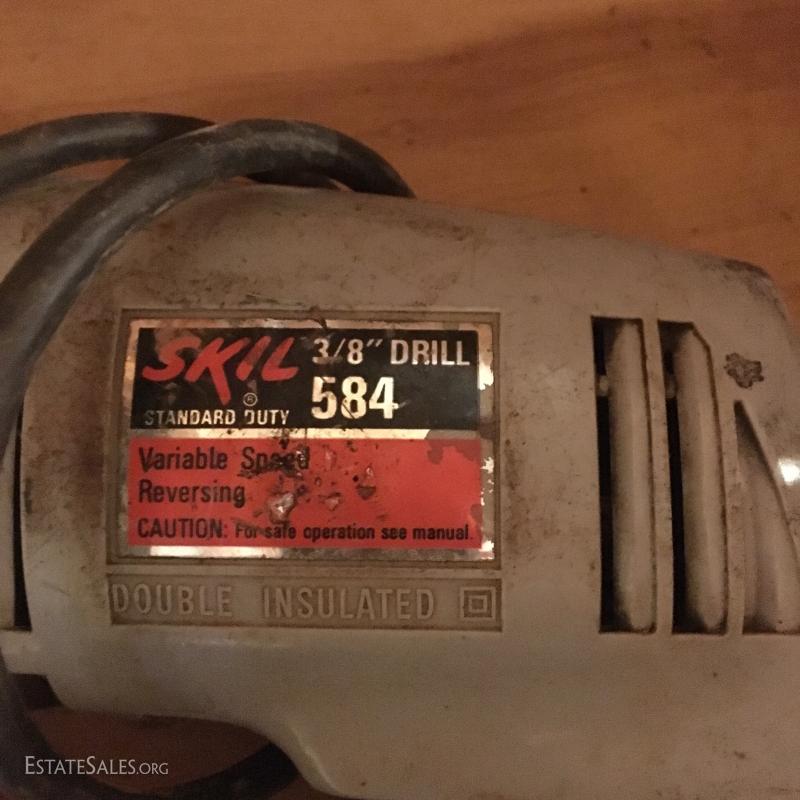 SKIL 3/8" DRILL
® 584
STANDARD DUTY
Variable Speed
Reversing
CAUTION: For safe operation see manual.
DOUBLE INSULATED
ESTATESALES.ORG